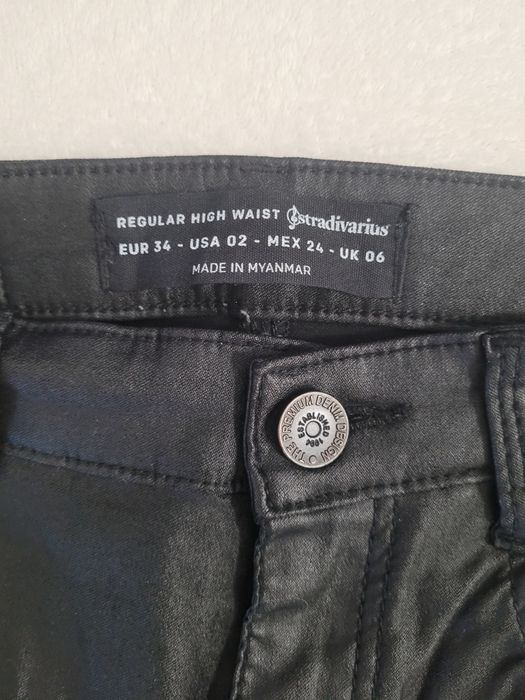 REGULAR HIGH WAIST stradivarius
EUR 34 - USA 02 - MEX 24 - UK 06
MADE IN MYANMAR
THE PREMIUM DENIM DESIGN
ESTABLISHED